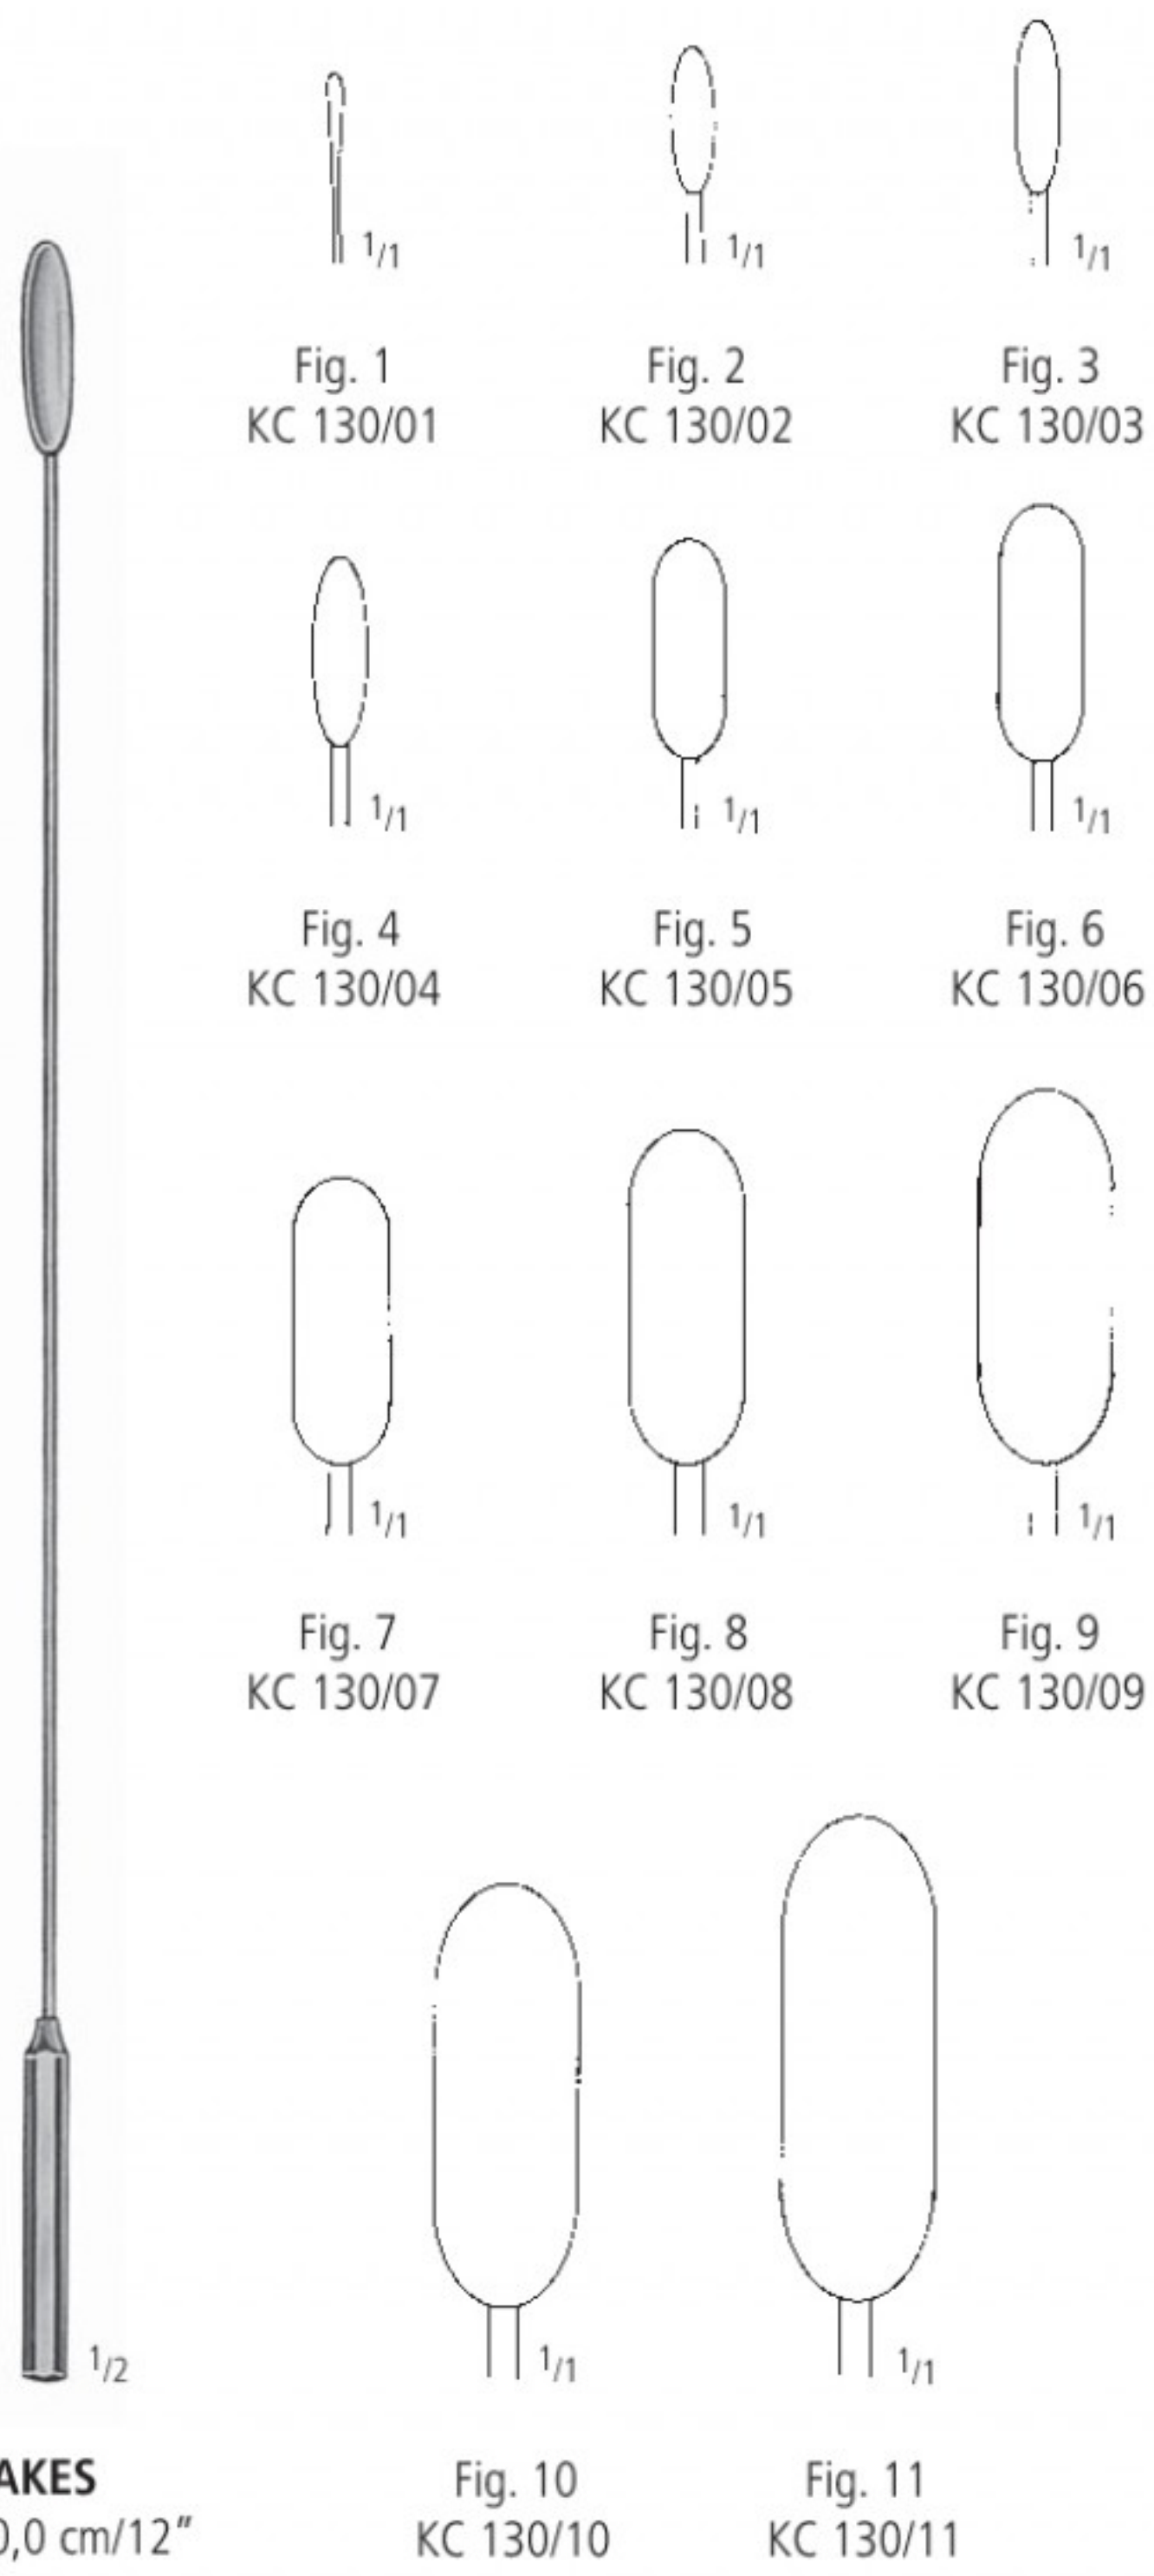 1/1 1/1 1/1
Fig. 1 Fig. 2 Fig. 3
KC 130/01 KC 130/02 KC 130/03
1/1 1/1 1/1
Fig. 4 Fig. 5 Fig. 6
KC 130/04 KC 130/05 KC 130/06
1/1 1/1 1/1
Fig. 7 Fig. 8 Fig. 9
KC 130/07 KC 130/08 KC 130/09
1/2 1/1 1/1
AKES Fig. 10 Fig. 11
0,0 cm/12” KC 130/10 KC 130/11